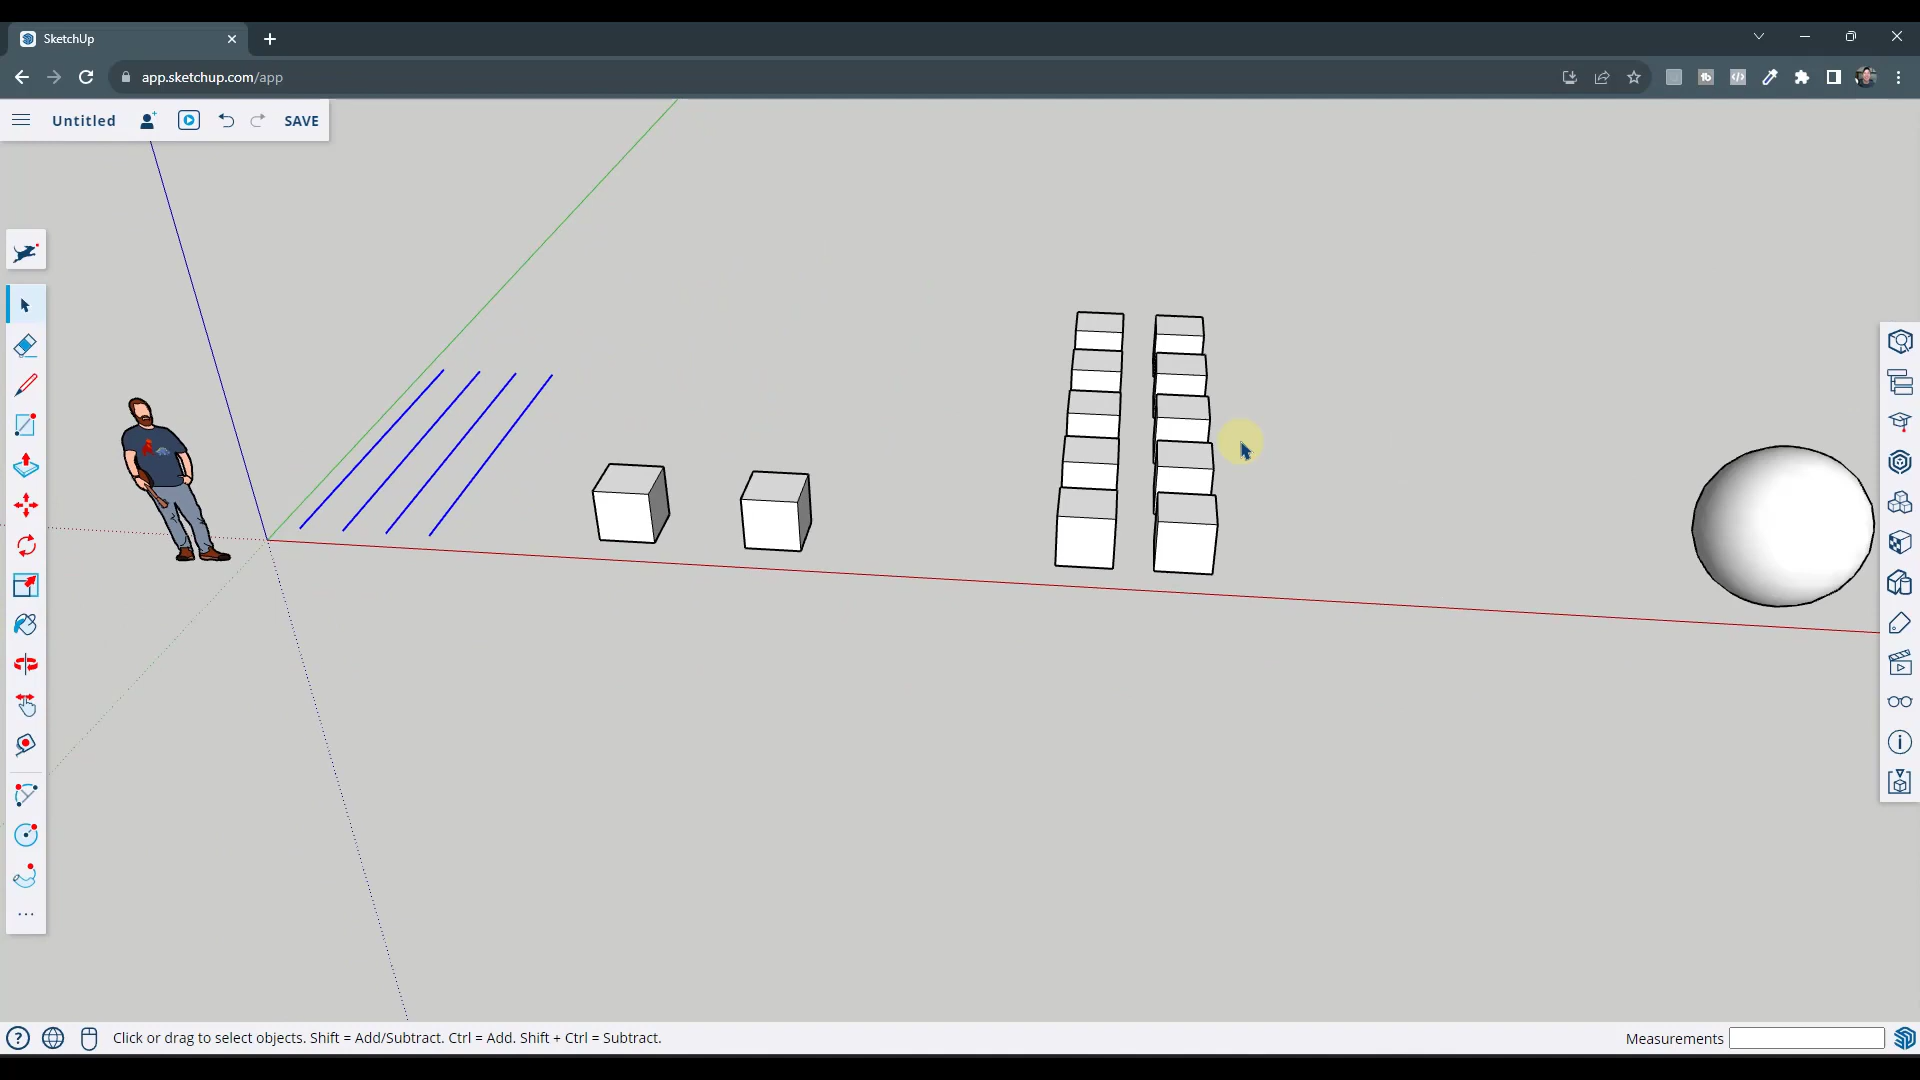 SketchUp
app.sketchup.com/app
tb
Untitled
SAVE
Click or drag to select objects. Shift = Add/Subtract. Ctrl = Add. Shift + Ctrl = Subtract.
Measurements